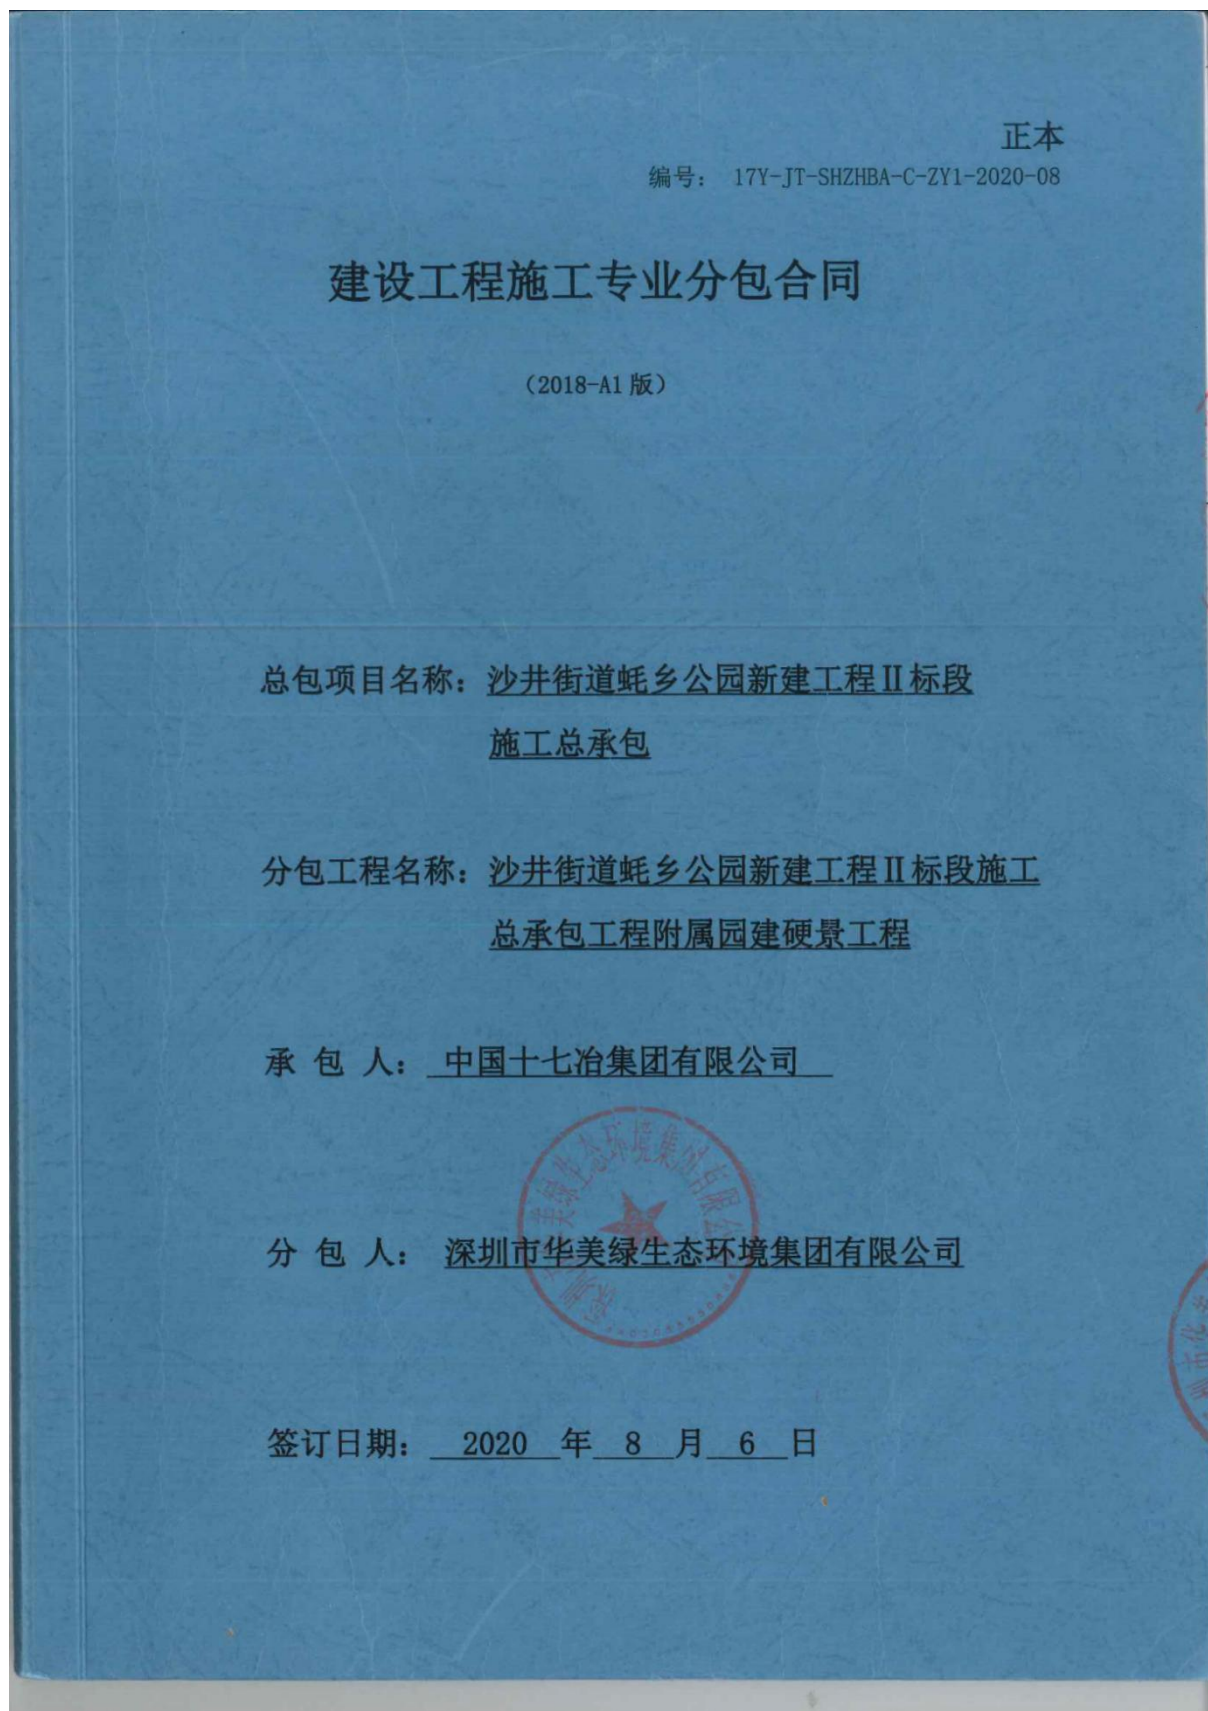 正本
编号： 17Y-JT-SHZHBA-C-ZY1-2020-08
建设工程施工专业分包合同
（2018-A1 版）
总包项目名称：沙井街道蚝乡公园新建工程Ⅱ标段
施工总承包
分包工程名称：沙井街道蚝乡公园新建工程Ⅱ标段施工
总承包工程附属园建硬景工程
承 包 人： 中国十七冶集团有限公司
分 包 人： 深圳市华美绿生态环境集团有限公司
签订日期： 2020 年 8 月 6 日